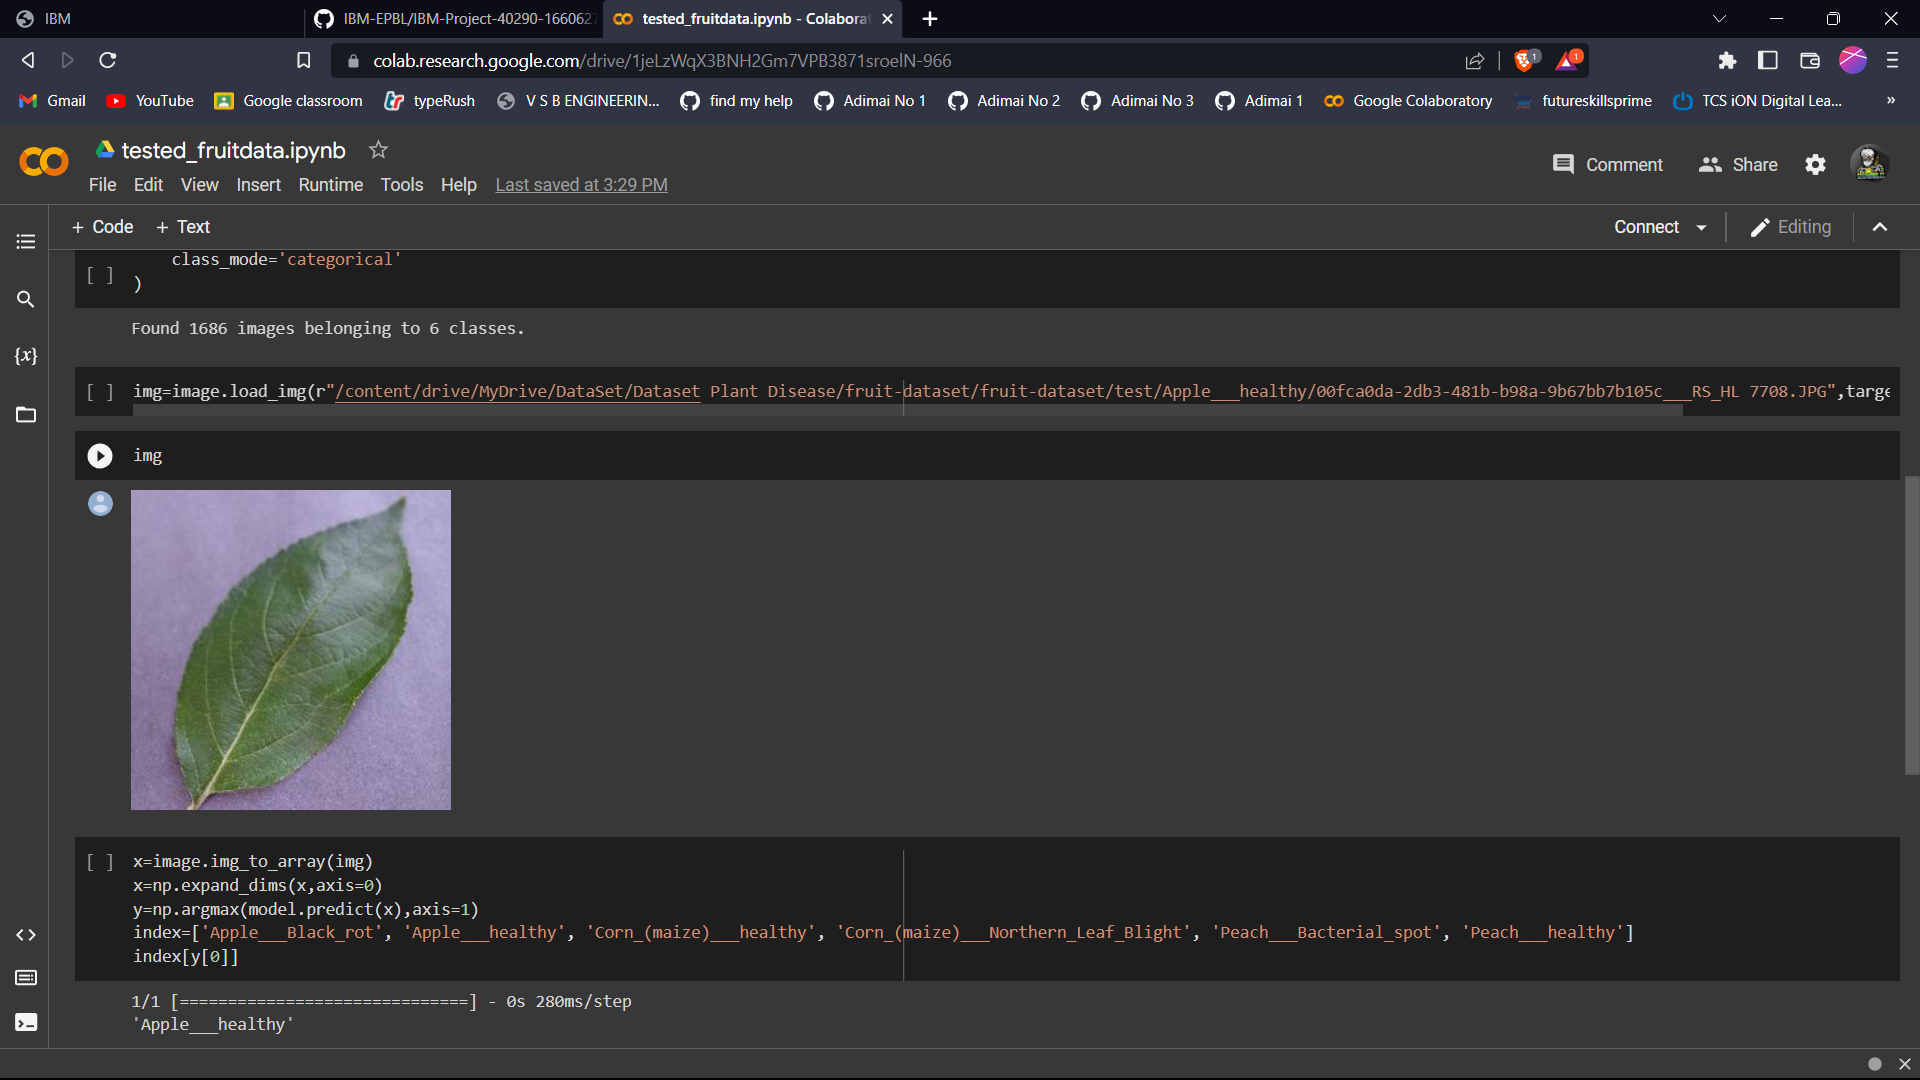 IBM
IBM-EPBL/IBM-Project-40290-1660627
tested_fruitdata.ipynb - Colaborat
colab.research.google.com/drive/1jeLzWqX3BNH2Gm7VPB3871sroelN-966
1
1
Gmail
YouTube
Google classroom
typeRush
V S B ENGINEERIN...
find my help
Adimai No 1
Adimai No 2
Adimai No 3
Adimai 1
Google Colaboratory
futureskillsprime
TCS iON Digital Lea...
»
tested_fruitdata.ipynb
Comment
Share
File Edit View Insert Runtime Tools Help Last saved at 3:29 PM
+ Code + Text
Connect
Editing
class_mode='categorical'
[ ]
)
Found 1686 images belonging to 6 classes.
[ ] img=image.load_img(r"/content/drive/MyDrive/DataSet/Dataset Plant Disease/fruit-dataset/fruit-dataset/test/Apple___healthy/00fca0da-2db3-481b-b98a-9b67bb7b105c___RS_HL 7708.JPG",targe
{x}
img
[ ] x=image.img_to_array(img)
x=np.expand_dims(x,axis=0)
y=np.argmax(model.predict(x),axis=1)
index=['Apple___Black_rot', 'Apple___healthy', 'Corn_(maize)___healthy', 'Corn_(maize)___Northern_Leaf_Blight', 'Peach___Bacterial_spot', 'Peach___healthy']
index[y[0]]
1/1 [==============================] - 0s 280ms/step
'Apple___healthy'